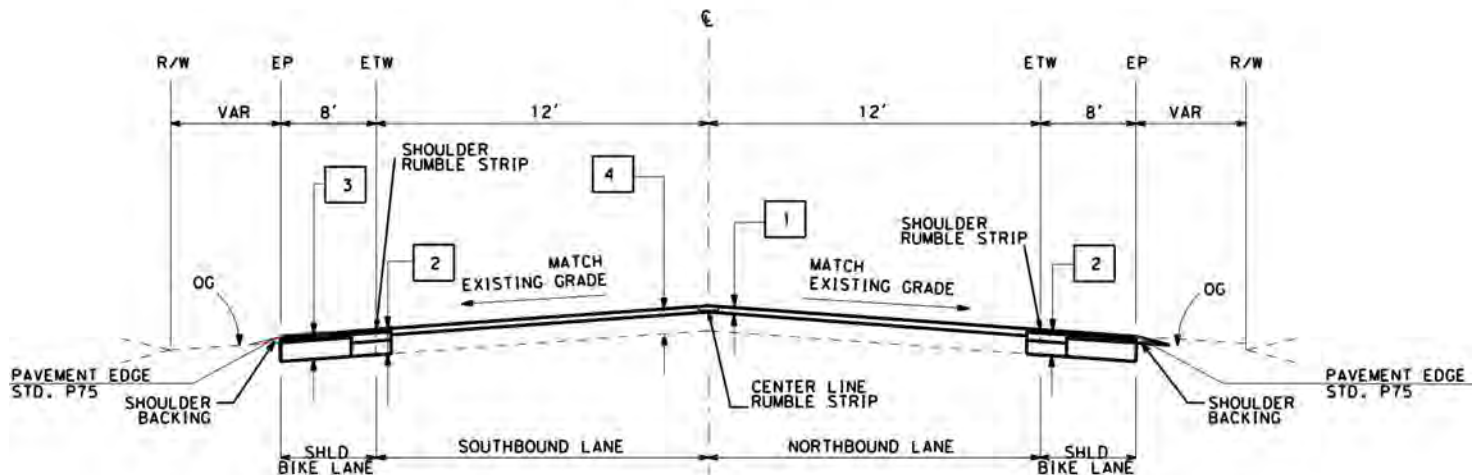 ℄
R/W
EP
ETW
ETW
EP
R/W
VAR
8'
12'
12'
8'
VAR
SHOULDER
RUMBLE STRIP
3
4
1
SHOULDER
RUMBLE STRIP
2
2
MATCH
EXISTING GRADE
MATCH
EXISTING GRADE
OG
OG
PAVEMENT EDGE
STD. P75
SHOULDER
BACKING
CENTER LINE
RUMBLE STRIP
SHOULDER
BACKING
PAVEMENT EDGE
STD. P75
SHLD
BIKE LANE
SOUTHBOUND LANE
NORTHBOUND LANE
SHLD
BIKE LANE